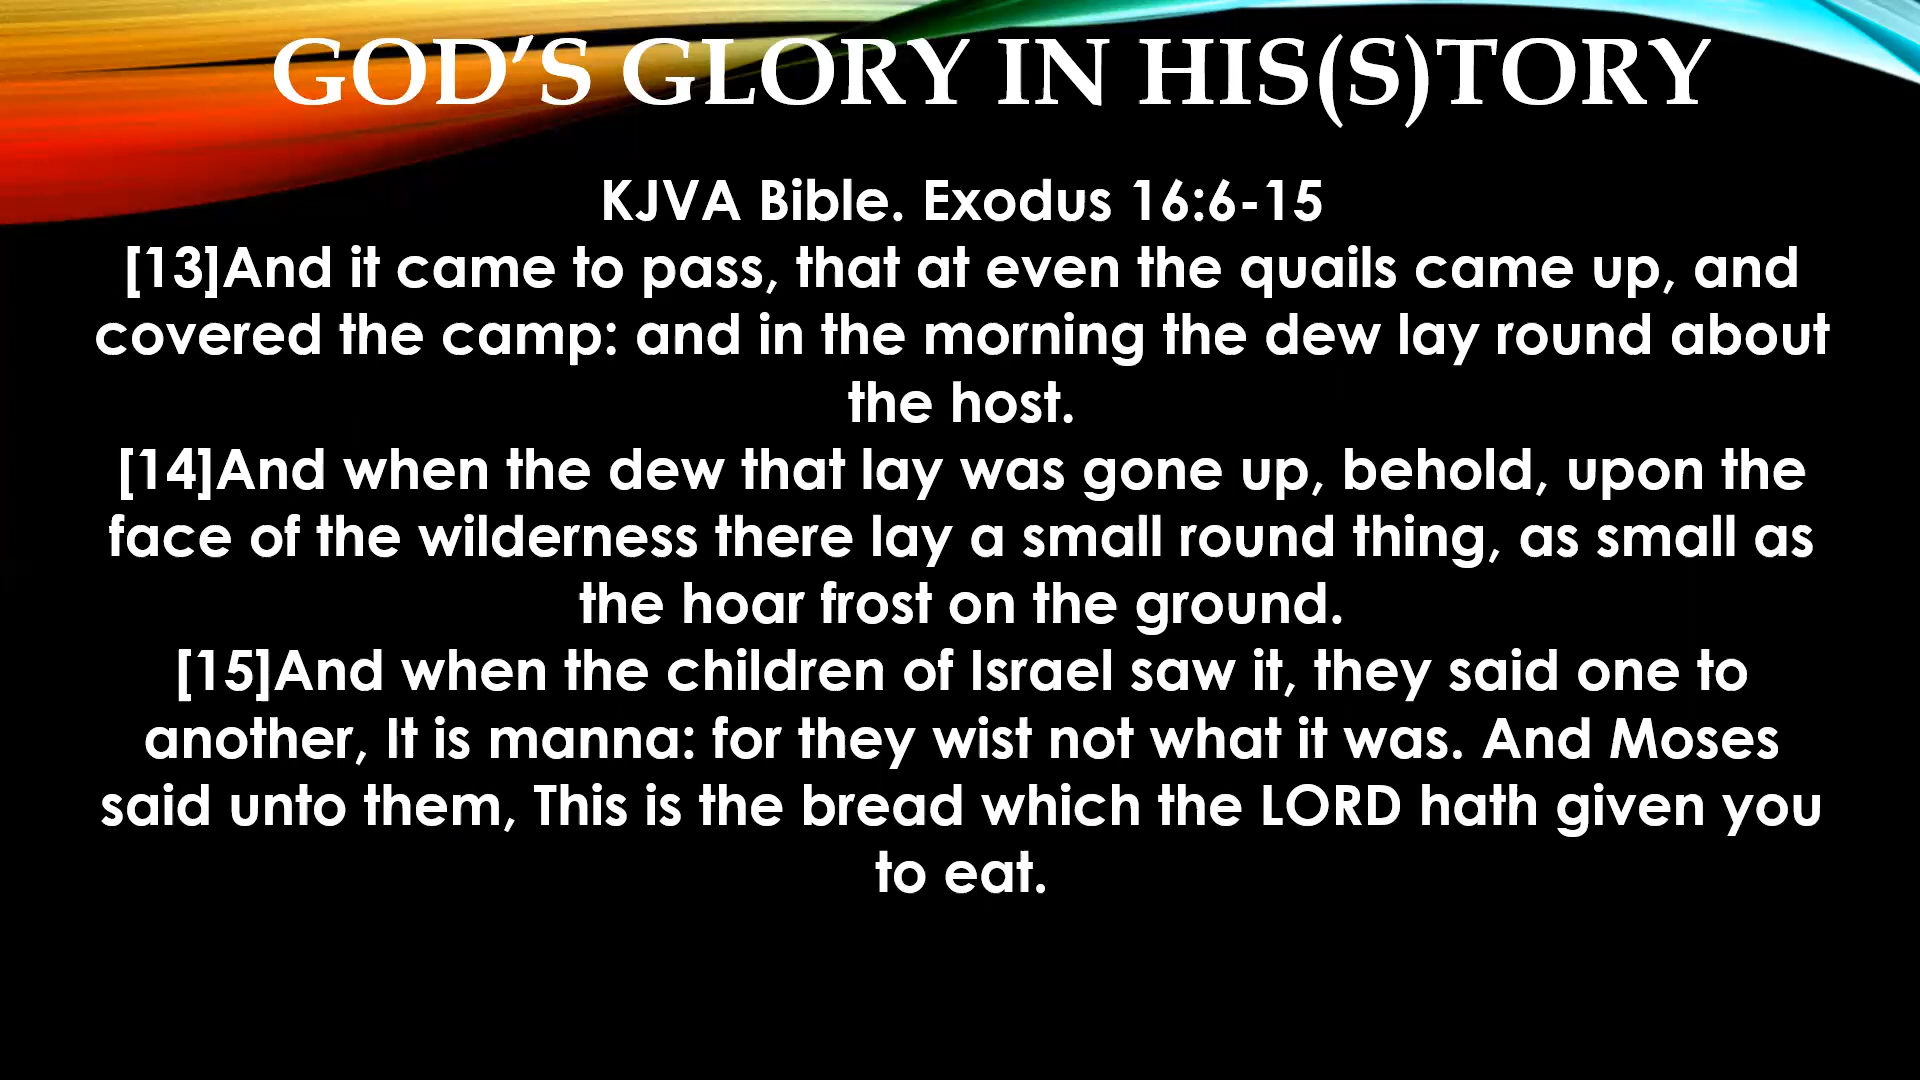 GOD’S GLORY IN HIS(S)TORY
KJVA Bible. Exodus 16:6-15
[13]And it came to pass, that at even the quails came up, and
covered the camp: and in the morning the dew lay round about
the host.
[14]And when the dew that lay was gone up, behold, upon the
face of the wilderness there lay a small round thing, as small as
the hoar frost on the ground.
[15]And when the children of Israel saw it, they said one to
another, It is manna: for they wist not what it was. And Moses
said unto them, This is the bread which the LORD hath given you
to eat.